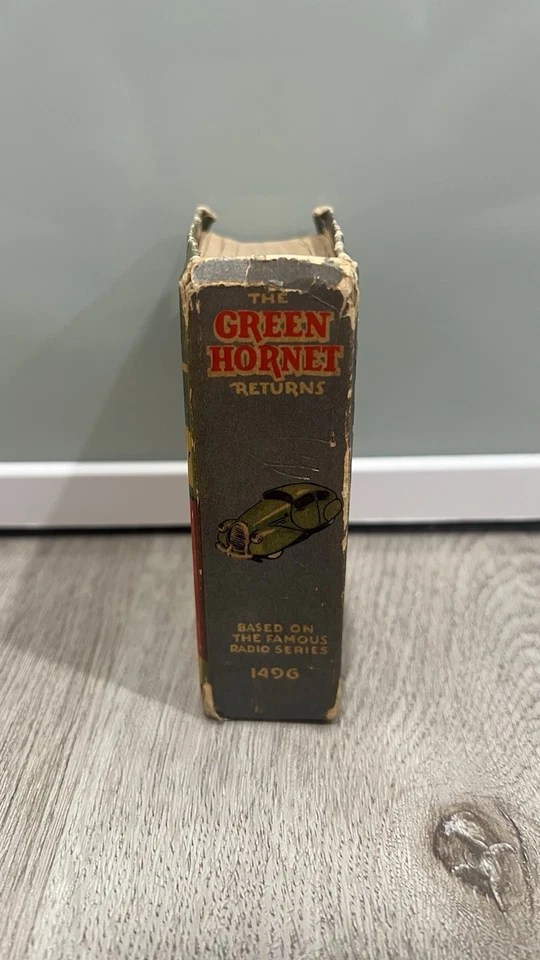 THE
GREEN
HORNET
RETURNS
BASED ON
THE FAMOUS
RADIO SERIES
1496